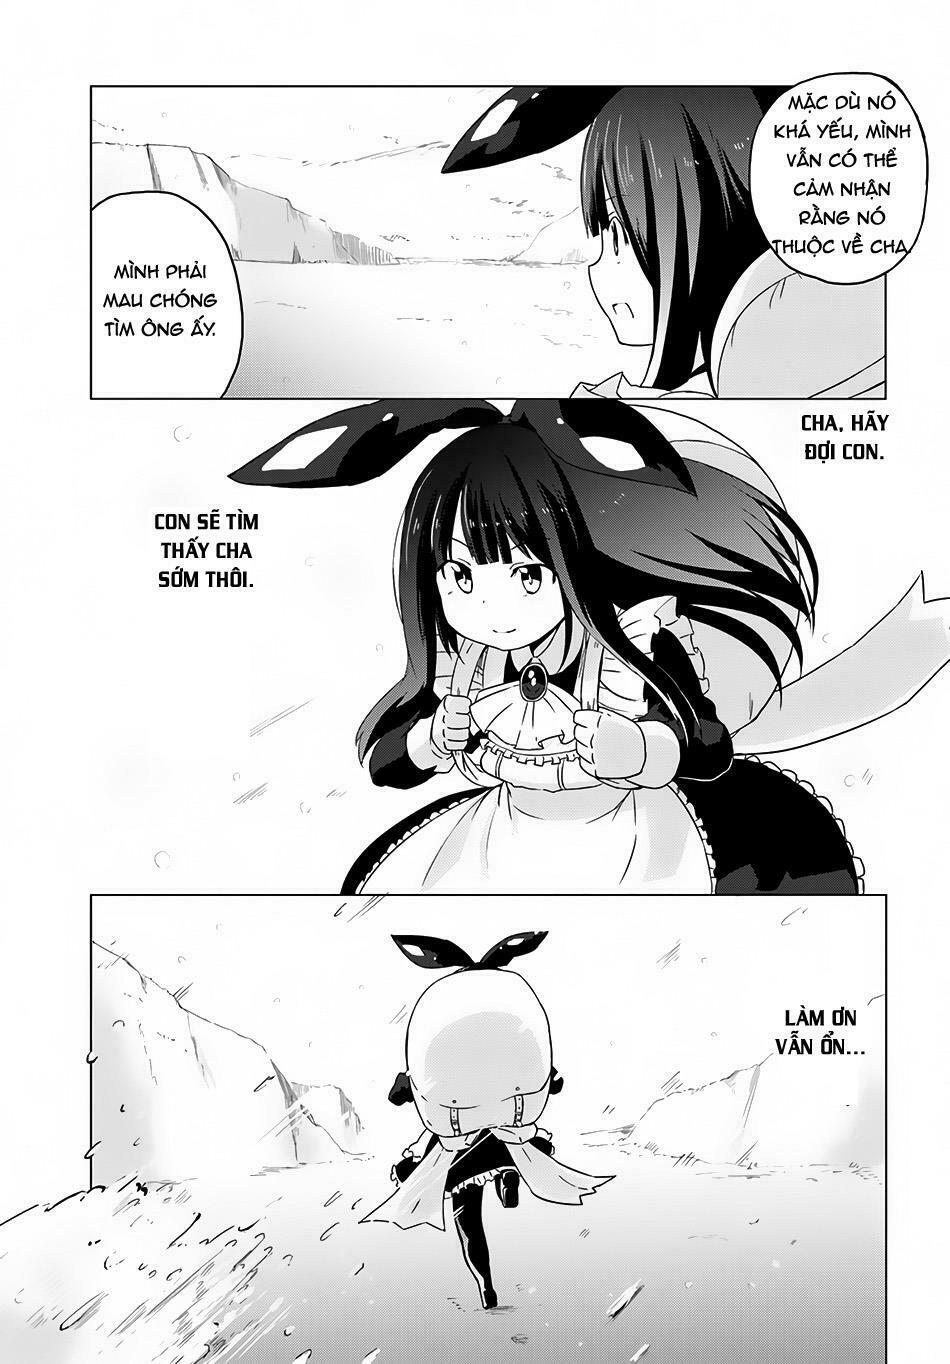 MẶC DÙ NÓ
KHÁ YẾU, MÌNH
VẪN CÓ THỂ
CẢM NHẬN
RẰNG NÓ
THUỘC VỀ CHA.
MÌNH PHẢI
MAU CHÓNG
TÌM ÔNG ẤY.
CHA, HÃY
ĐỢI CON.
CON SẼ TÌM
THẤY CHA
SỚM THÔI.
LÀM ƠN
VẪN ỔN...